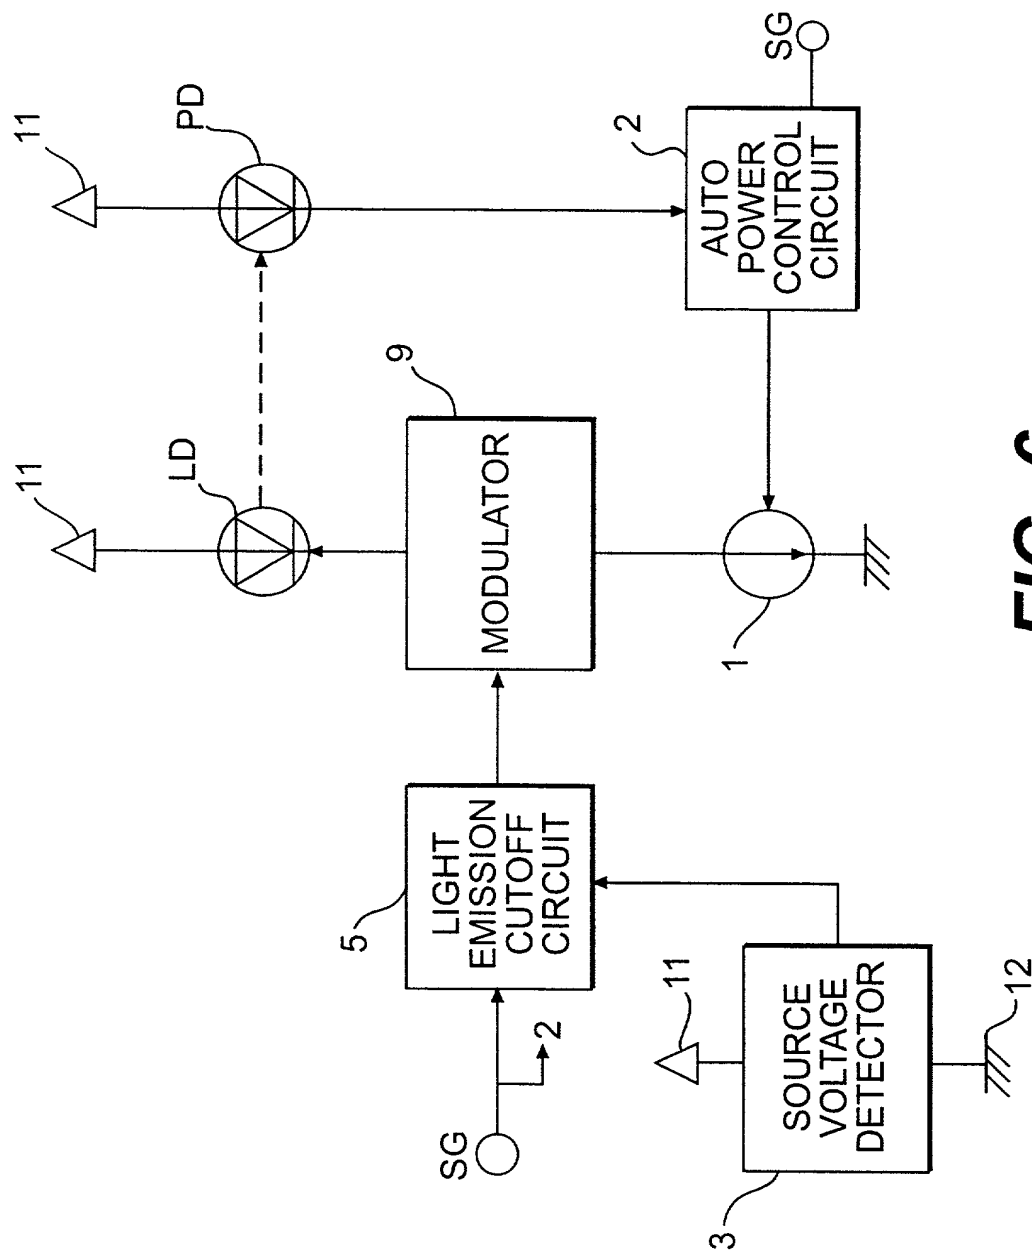 11
11
LD
PD
5
9
SG
LIGHT
EMISSION
CUTOFF
CIRCUIT
MODULATOR
2
2
11
AUTO
POWER
CONTROL
CIRCUIT
SG
1
3
SOURCE
VOLTAGE
DETECTOR
12
FIG.